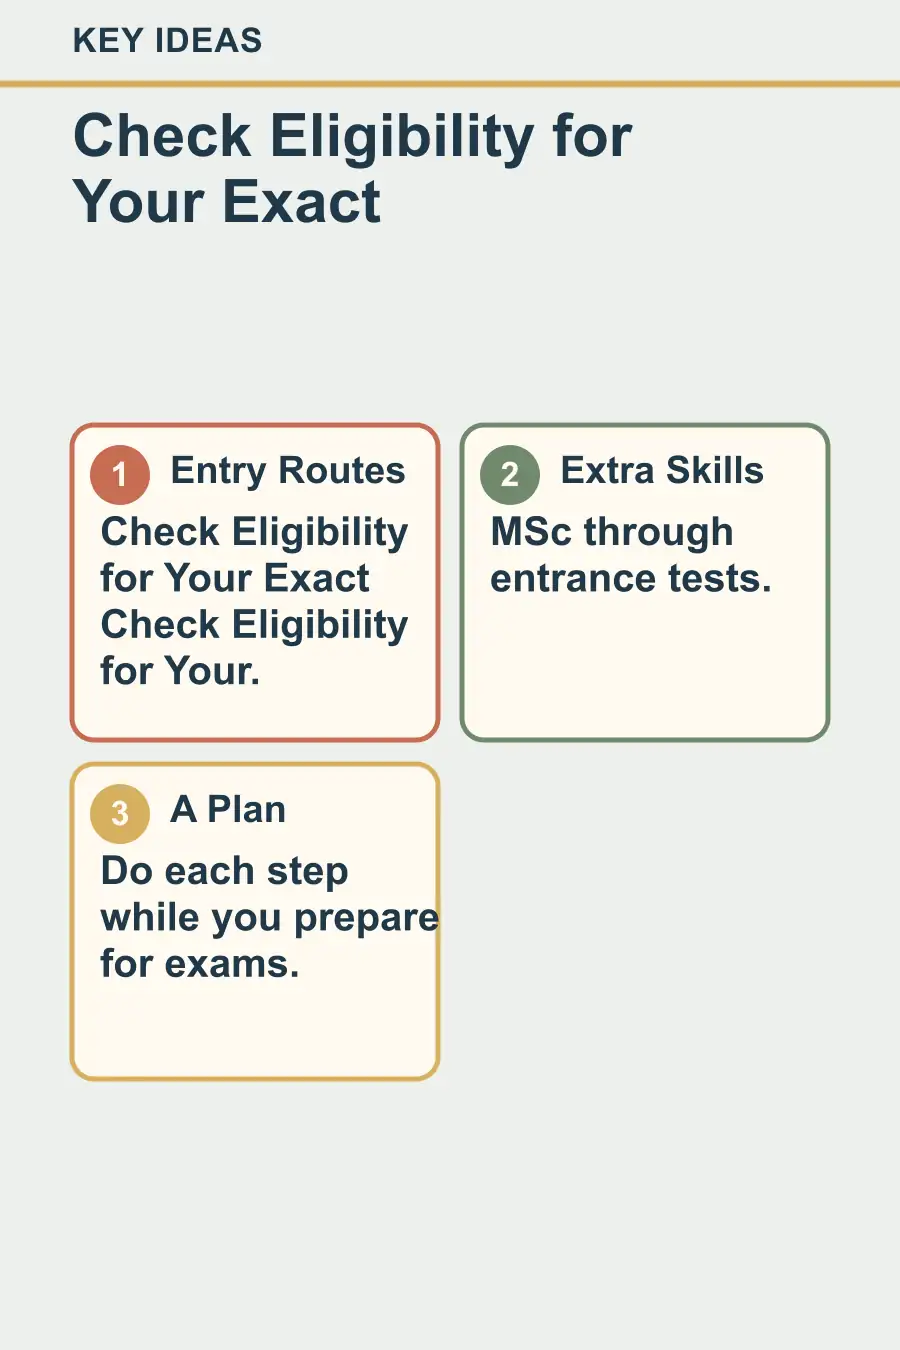 KEY IDEAS
Check Eligibility for
Your Exact
1 Entry Routes
Check Eligibility
for Your Exact
Check Eligibility
for Your.
2 Extra Skills
MSc through
entrance tests.
3 A Plan
Do each step
while you prepare
for exams.